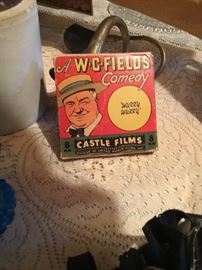 A
W·C·FIELDS
Comedy
HURRY,
HURRY
8 8
CASTLE FILMS